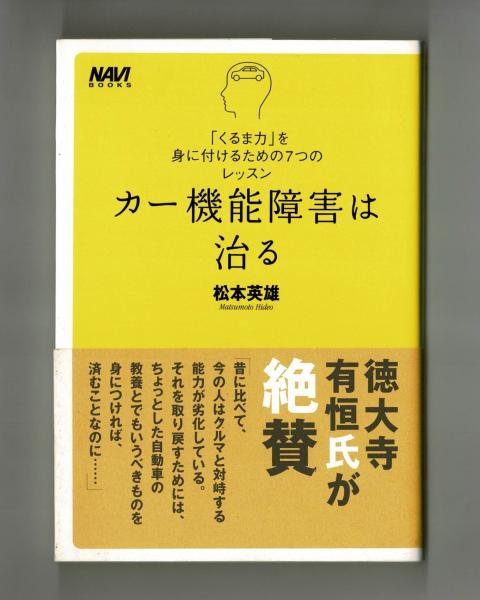 NAVI
BOOKS
「くるま力」を
身に付けるための7つの
レッスン
カー機能障害は
治る
松本英雄
Matsumoto Hideo
徳大寺
有恒氏が
絶賛
「昔に比べて、
今の人はクルマと対峙する
能力が劣化している。
それを取り戻すためには、
ちょっとした自動車の
教養とでもいうべきものを
身につければ、
済むことなのに……」